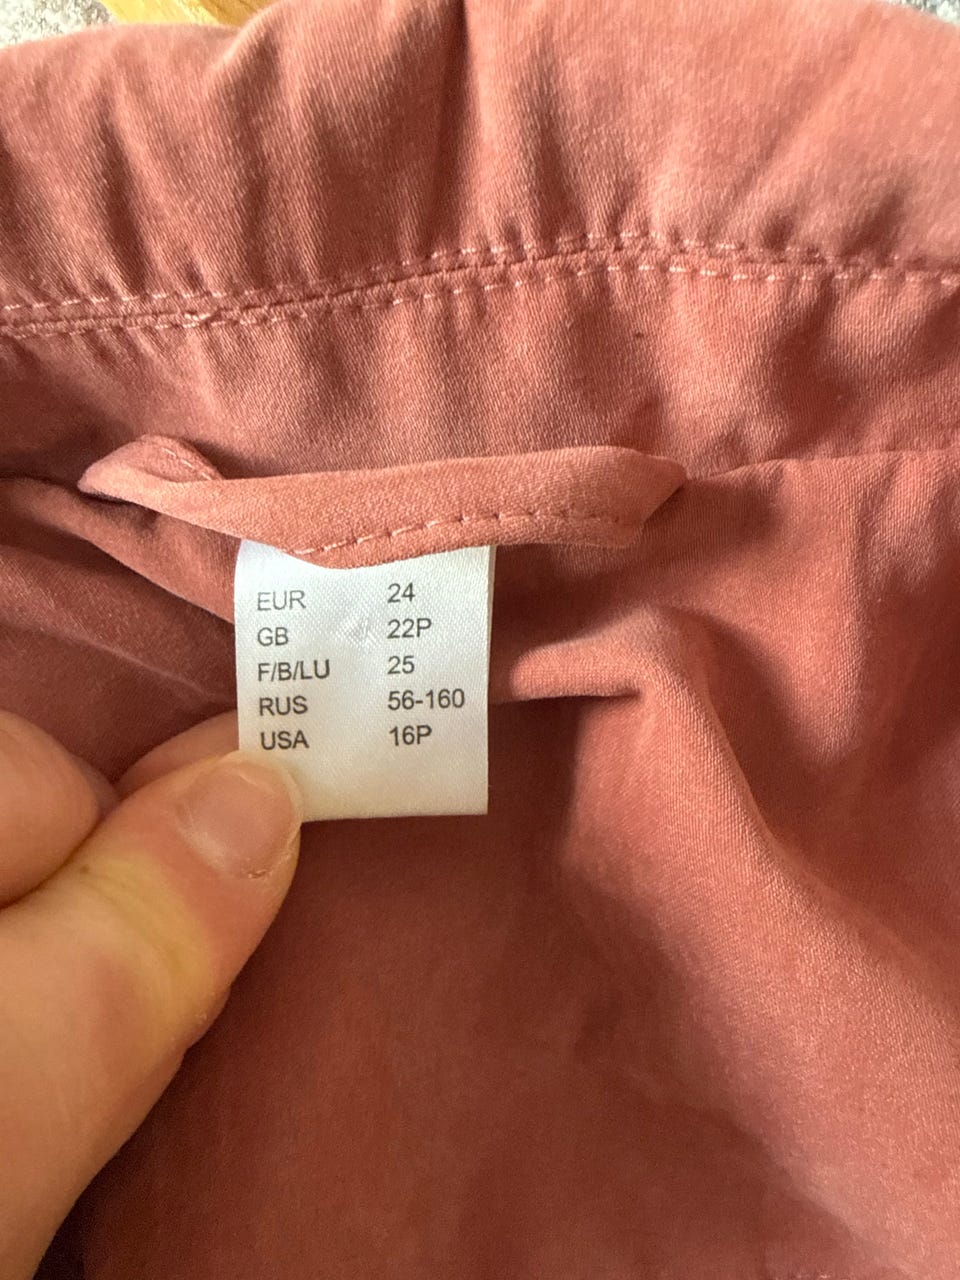 EUR 24
GB 22P
F/B/LU 25
RUS 56-160
USA 16P